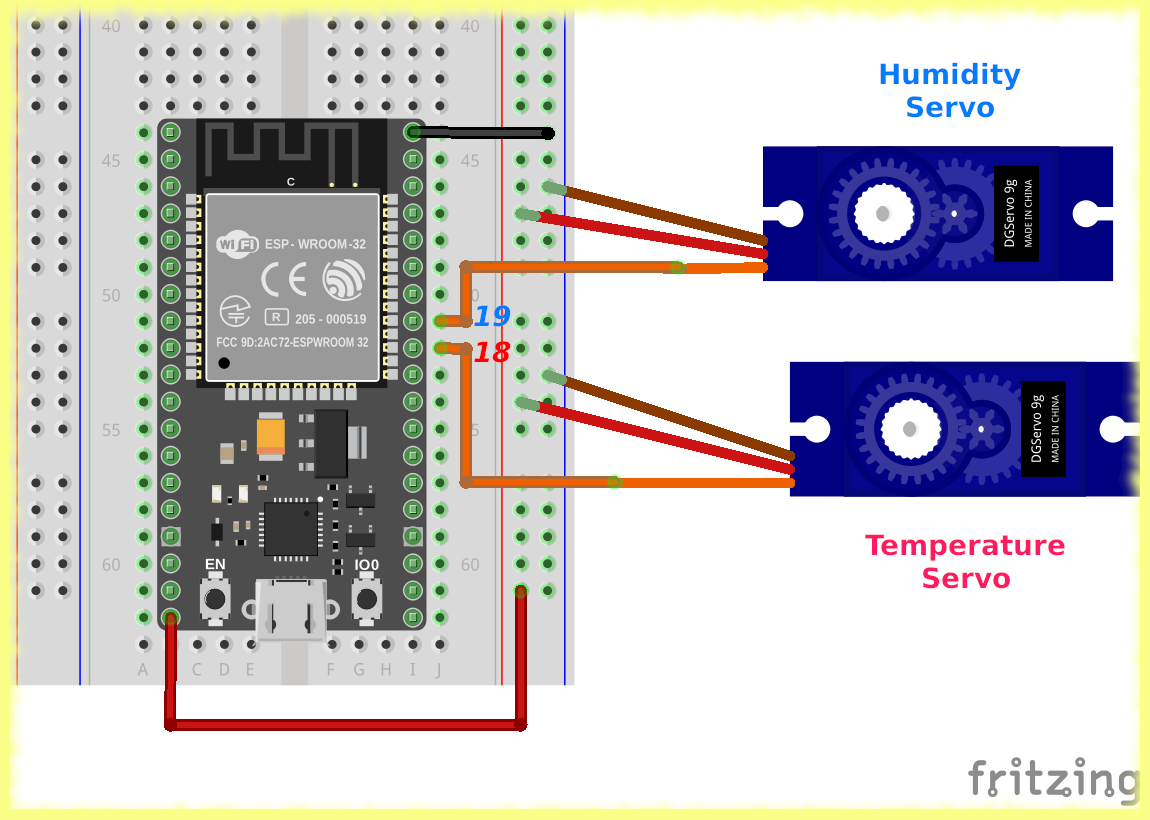 40
40
Humidity
Servo
45
45
C
WiFi
ESP - WROOM-32
CE
DGServo 9g
MADE IN CHINA
50
0
R
205 - 000519
19
FCC 9D:2AC72-ESPWROOM 32
18
DGServo 9g
MADE IN CHINA
55
5
Temperature
Servo
60
EN
IO0
60
A C D E F G H I J
fritzing